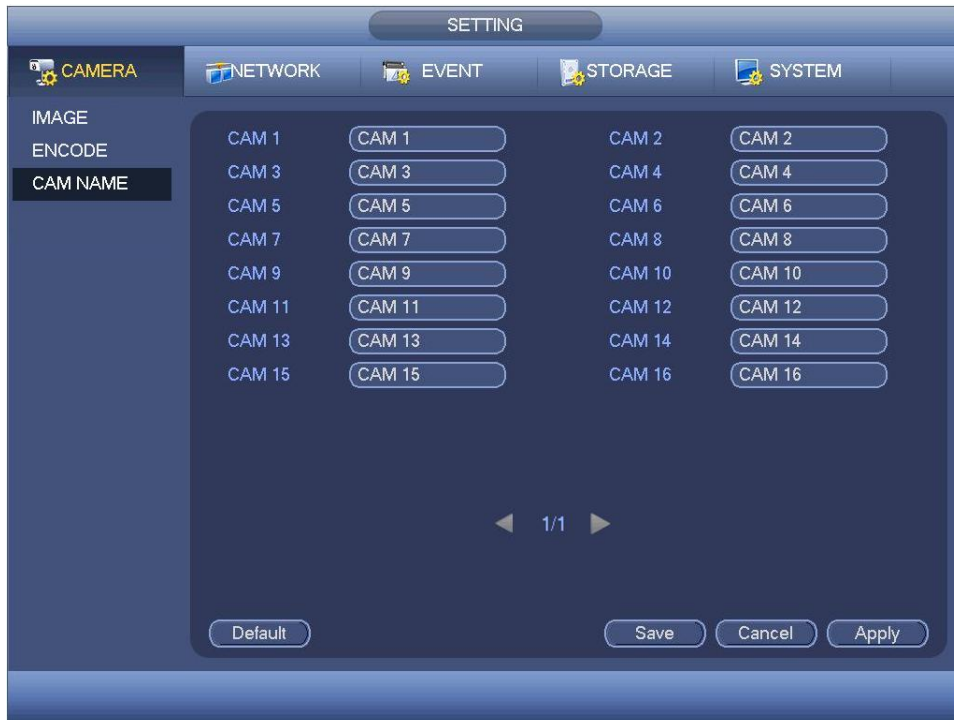 SETTING
CAMERA NETWORK EVENT STORAGE SYSTEM
IMAGE
ENCODE
CAM NAME
CAM 1 CAM 1 CAM 2 CAM 2
CAM 3 CAM 3 CAM 4 CAM 4
CAM 5 CAM 5 CAM 6 CAM 6
CAM 7 CAM 7 CAM 8 CAM 8
CAM 9 CAM 9 CAM 10 CAM 10
CAM 11 CAM 11 CAM 12 CAM 12
CAM 13 CAM 13 CAM 14 CAM 14
CAM 15 CAM 15 CAM 16 CAM 16
1/1
Default Save Cancel Apply